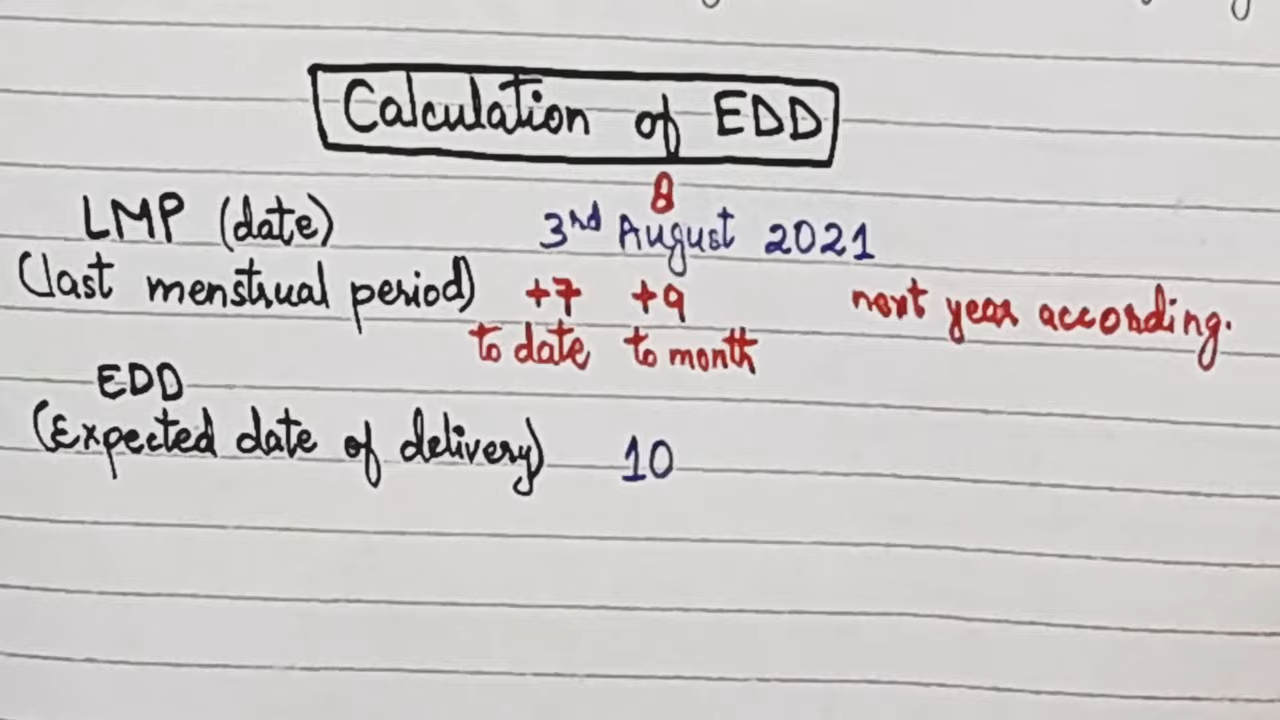 Calculation of EDD
8
LMP (date) 3rd August 2021
(last menstrual period) +7 +9 next year according.
to date to month
EDD
(Expected date of delivery) 10